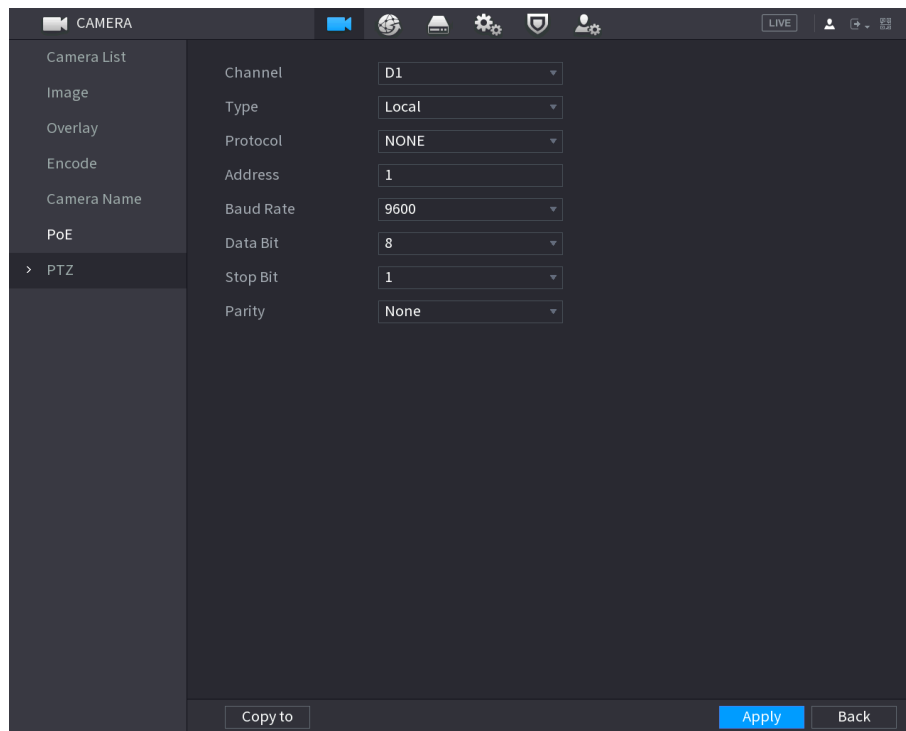 CAMERA
LIVE
Camera List
Image
Overlay
Encode
Camera Name
PoE
> PTZ
Channel D1
Type Local
Protocol NONE
Address 1
Baud Rate 9600
Data Bit 8
Stop Bit 1
Parity None
Copy to Apply Back